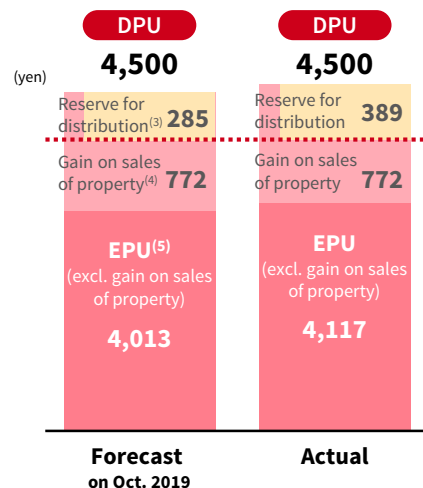 DPU
4,500
(yen)
Reserve for
distribution(3) 285
Gain on sales
of property(4) 772
EPU(5)
(excl. gain on sales
of property)
4,013
Forecast
on Oct. 2019
DPU
4,500
Reserve for
distribution 389
Gain on sales
of property 772
EPU
(excl. gain on sales
of property)
4,117
Actual